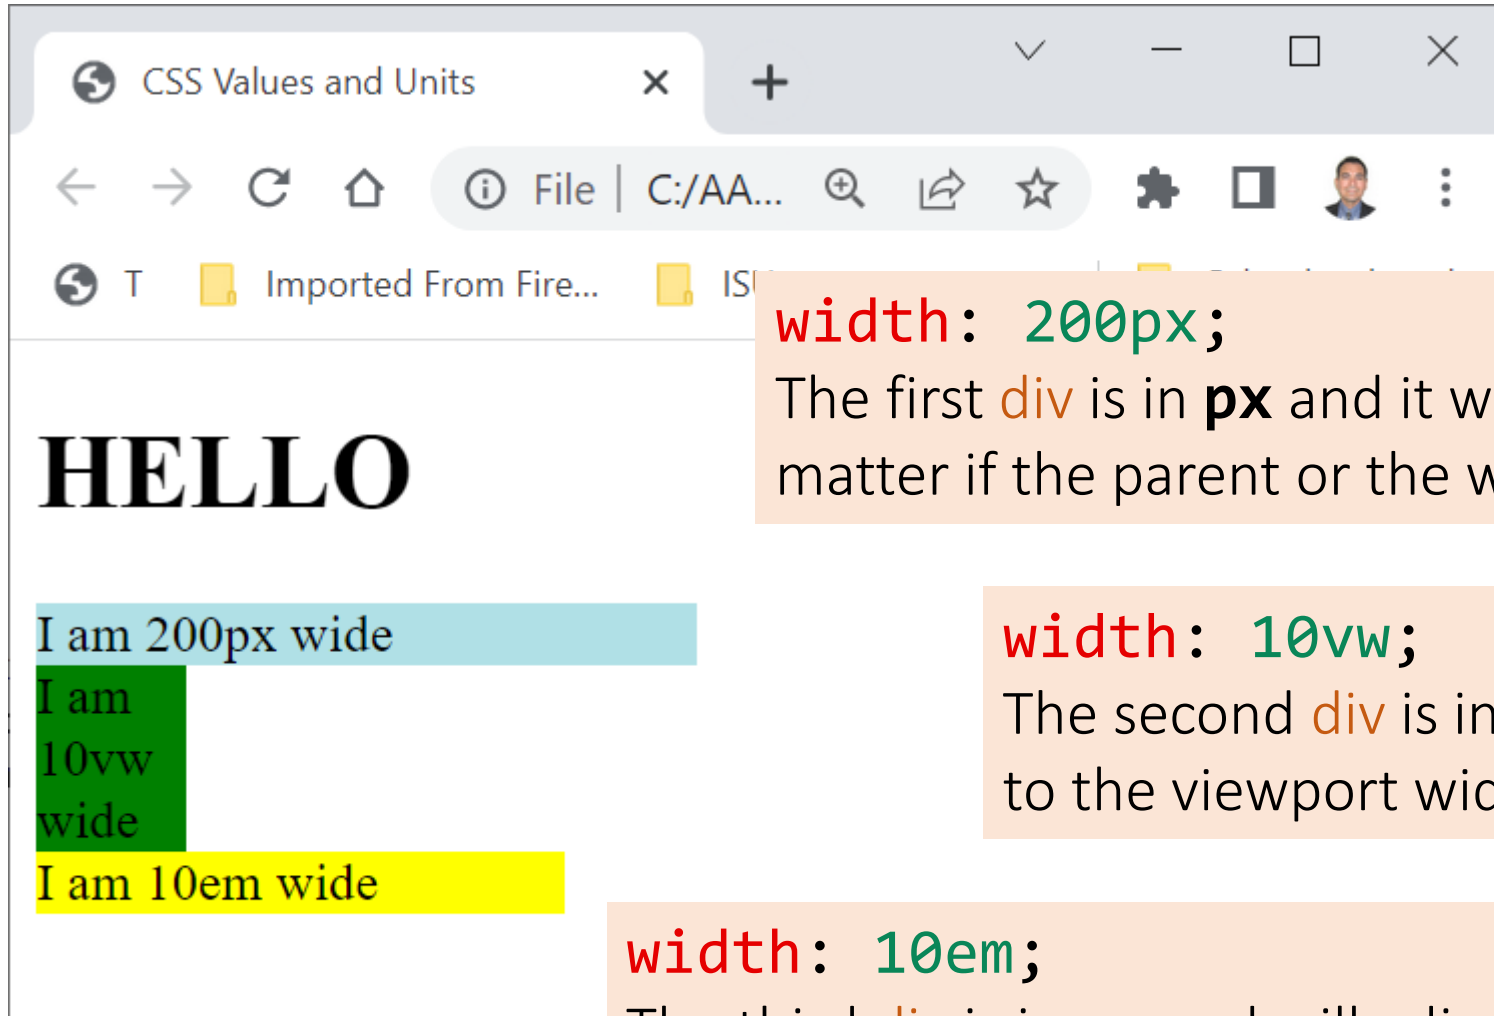 CSS Values and Units
File | C:/AA...
T Imported From Fire... IS
width: 200px;
The first div is in px and it w
matter if the parent or the w
HELLO
I am 200px wide
width: 10vw;
I am
The second div is in
10vw
to the viewport wid
wide
I am 10em wide
width: 10em;